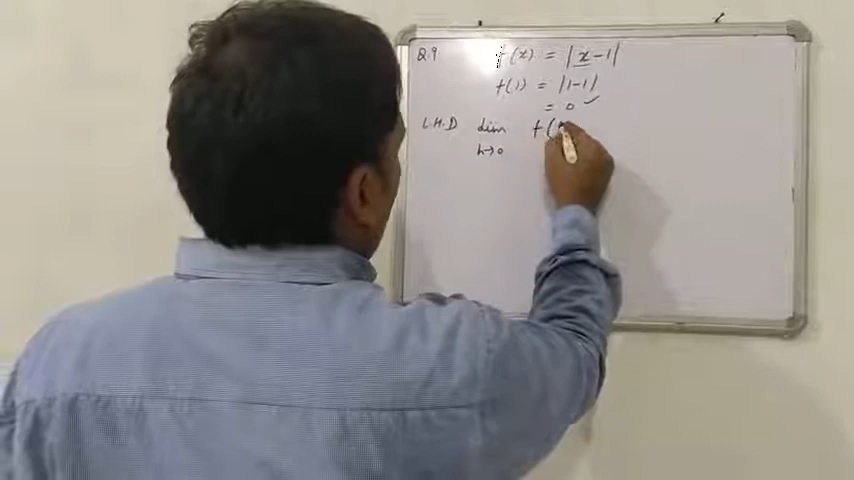 Q.9 f(x) = |x-1|
f(1) = |1-1|
= 0 ✓
L.H.D lim f(
h→0